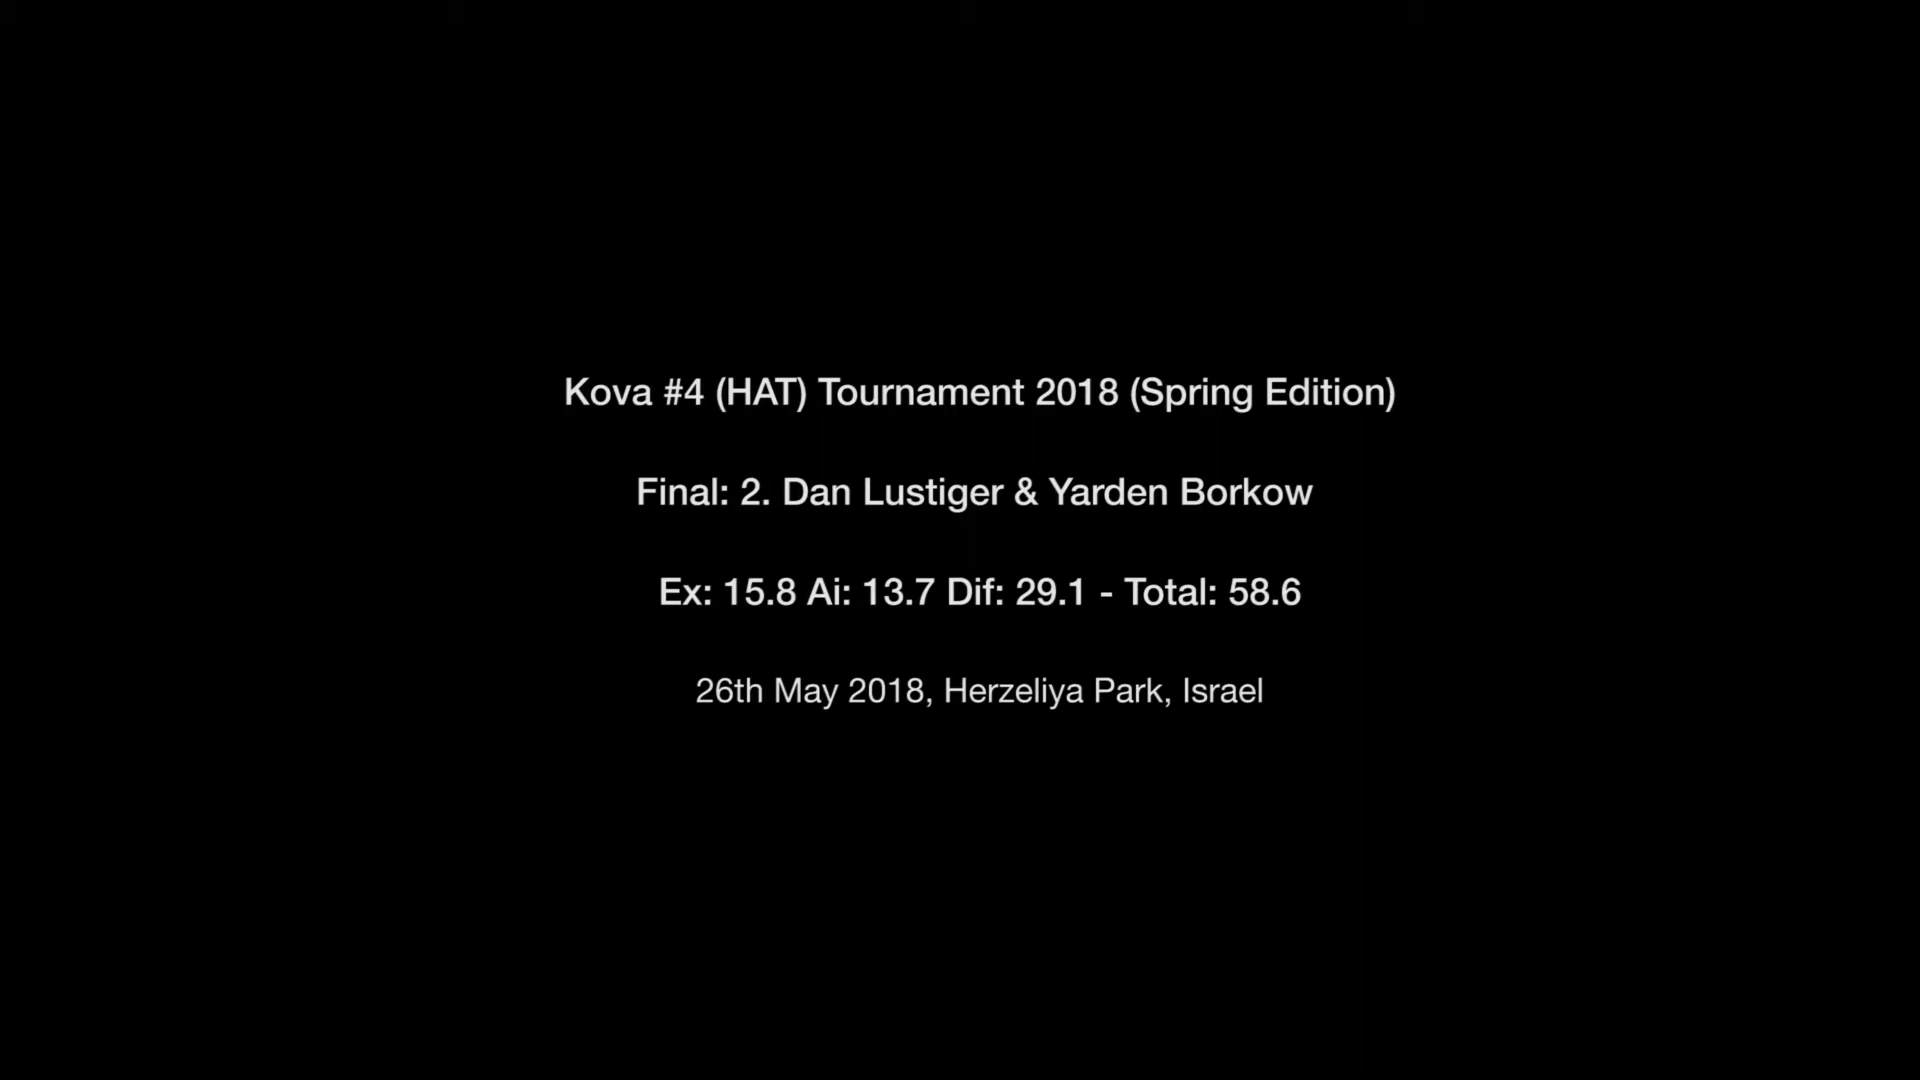 Kova #4 (HAT) Tournament 2018 (Spring Edition)
Final: 2. Dan Lustiger & Yarden Borkow
Ex: 15.8 Ai: 13.7 Dif: 29.1 - Total: 58.6
26th May 2018, Herzeliya Park, Israel